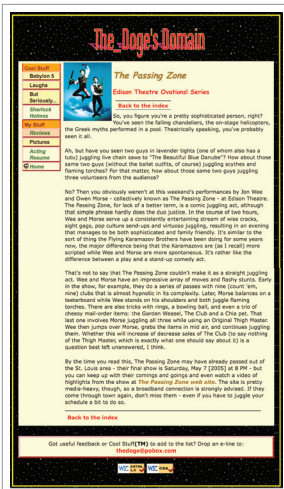 The_Doge's_Domain
Cool Stuff
Babylon 5
Laughs
But
Seriously...
Sherlock
Holmes
My Stuff
Reviews
Pictures
Acting
Resume
Home
The Passing Zone
Edison Theatre Ovations! Series
Back to the index
So, you figure you're a pretty sophisticated person, right?
You've seen the falling chandeliers, the on-stage helicopters,
the Greek myths performed in a pool. Theatrically speaking, you've probably
seen it all.
Ah, but have you seen two guys in lavender tights (one of whom also has a
tutu) juggling live chain saws to "The Beautiful Blue Danube"? How about those
same two guys (without the ballet outfits, of course) juggling scythes and
flaming torches? For that matter, how about those same two guys juggling
three volunteers from the audience?
No? Then you obviously weren't at this weekend's performances by Jon Wee
and Owen Morse - collectively known as The Passing Zone - at Edison Theatre.
The Passing Zone, for lack of a better term, is a comic juggling act, although
that simple phrase hardly does the duo justice. In the course of two hours,
Wee and Morse serve up a consistently entertaining stream of wise cracks,
sight gags, pop culture send-ups and virtuoso juggling, resulting in an evening
that manages to be both sophisticated and family friendly. It's similar to the
sort of thing the Flying Karamazov Brothers have been doing for some years
now, the major difference being that the Karamazovs are (as I recall) more
scripted while Wee and Morse are more spontaneous. It's rather like the
difference between a play and a stand-up comedy act.
That's not to say that The Passing Zone couldn't make it as a straight juggling
act. Wee and Morse have an impressive array of moves and flashy stunts. Early
in the show, for example, they do a series of passes with nine (count 'em,
nine) clubs that is almost hypnotic in its complexity. Later, Morse balances on a
teeterboard while Wee stands on his shoulders and both juggle flaming
torches. There are also tricks with rings, a bowling ball, and even a trio of
cheesy mail-order items: the Garden Weasel, The Club and a Chia pet. That
last one involves Morse juggling all three while using an Original Thigh Master.
Wee then jumps over Morse, grabs the items in mid air, and continues juggling
them. Whether this will increase of decrease sales of The Club (to say nothing
of the Thigh Master, which is exactly what one should say about it) is a
question best left unanswered, I think.
By the time you read this, The Passing Zone may have already passed out of
the St. Louis area - their final show is Saturday, May 7 [2005] at 8 PM - but
you can keep up with their comings and goings and even watch a video of
highlights from the show at The Passing Zone web site. The site is pretty
media-heavy, though, so a broadband connection is strongly advised. If they
come through town again, don't miss them - even if you have to juggle your
schedule a bit to do so.
Back to the index
Got useful feedback or Cool Stuff(TM) to add to the list? Drop an e-line to:
thedoge@pobox.com
W3C
W3C CSS